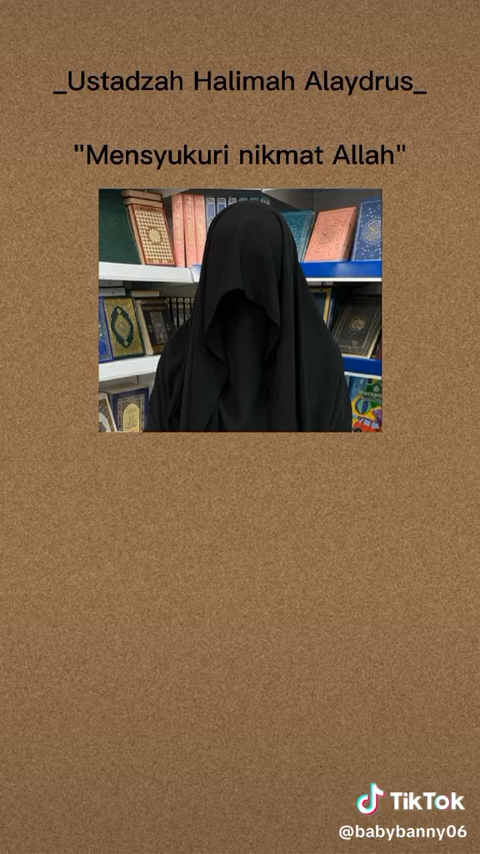 _Ustadzah Halimah Alaydrus_
"Mensyukuri nikmat Allah"
TikTok
@babybanny06